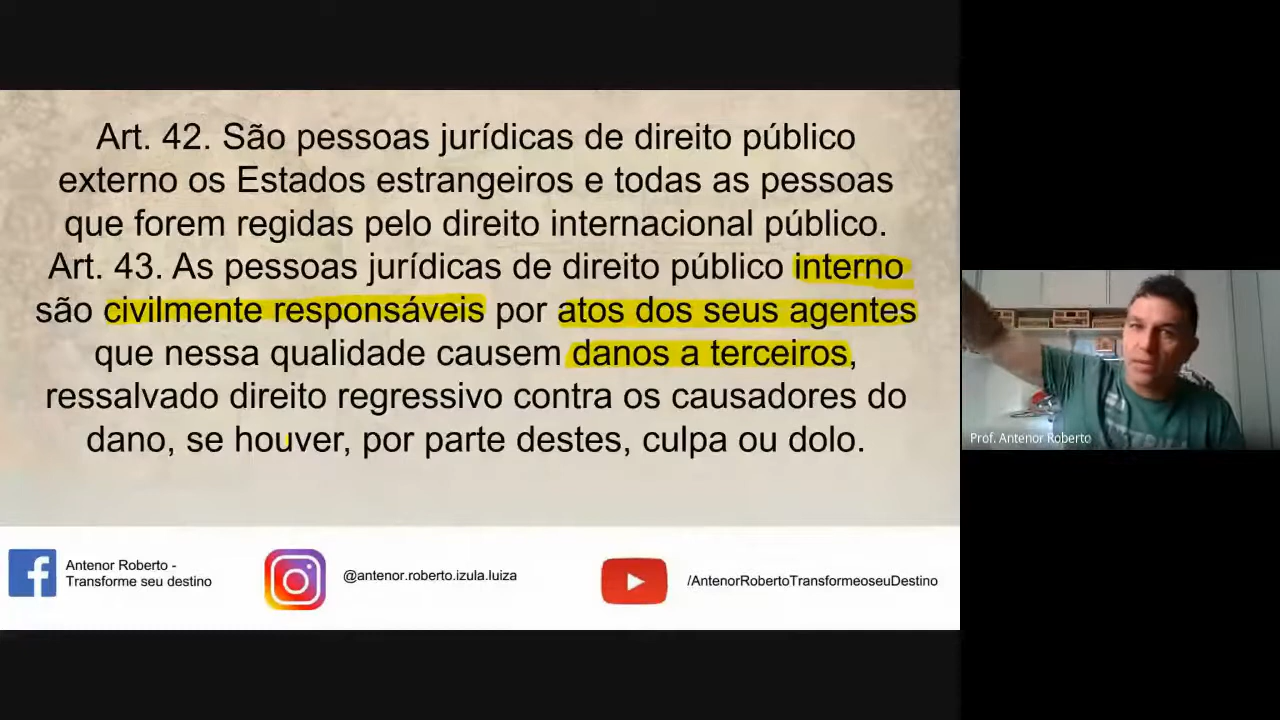 Art. 42. São pessoas jurídicas de direito público
externo os Estados estrangeiros e todas as pessoas
que forem regidas pelo direito internacional público.
Art. 43. As pessoas jurídicas de direito público interno
são civilmente responsáveis por atos dos seus agentes
que nessa qualidade causem danos a terceiros,
ressalvado direito regressivo contra os causadores do
dano, se houver, por parte destes, culpa ou dolo.
Prof. Antenor Roberto
Antenor Roberto -
Transforme seu destino
@antenor.roberto.izula.luiza
/AntenorRobertoTransformeoseuDestino